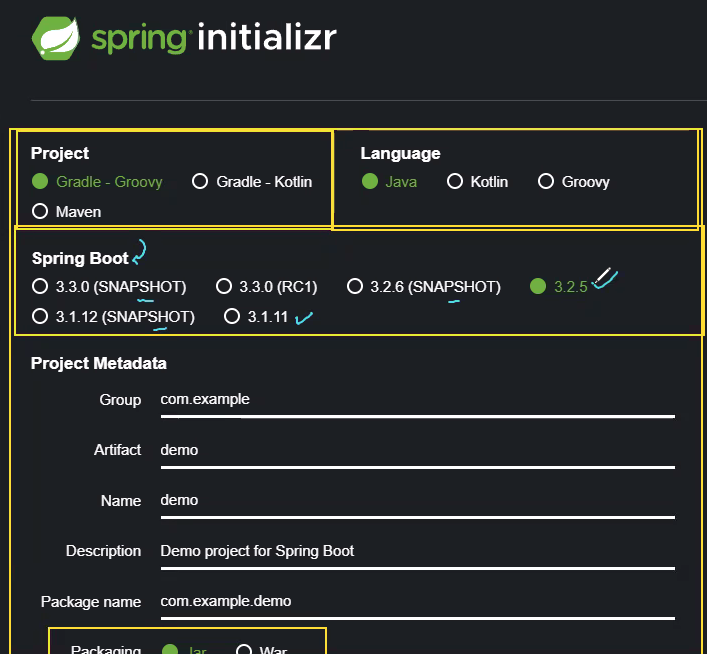 spring initializr
Project
Gradle - Groovy Gradle - Kotlin
Maven
Language
Java Kotlin Groovy
Spring Boot
3.3.0 (SNAPSHOT) 3.3.0 (RC1) 3.2.6 (SNAPSHOT) 3.2.5
3.1.12 (SNAPSHOT) 3.1.11
Project Metadata
Group com.example
Artifact demo
Name demo
Description Demo project for Spring Boot
Package name com.example.demo
Packaging Jar War